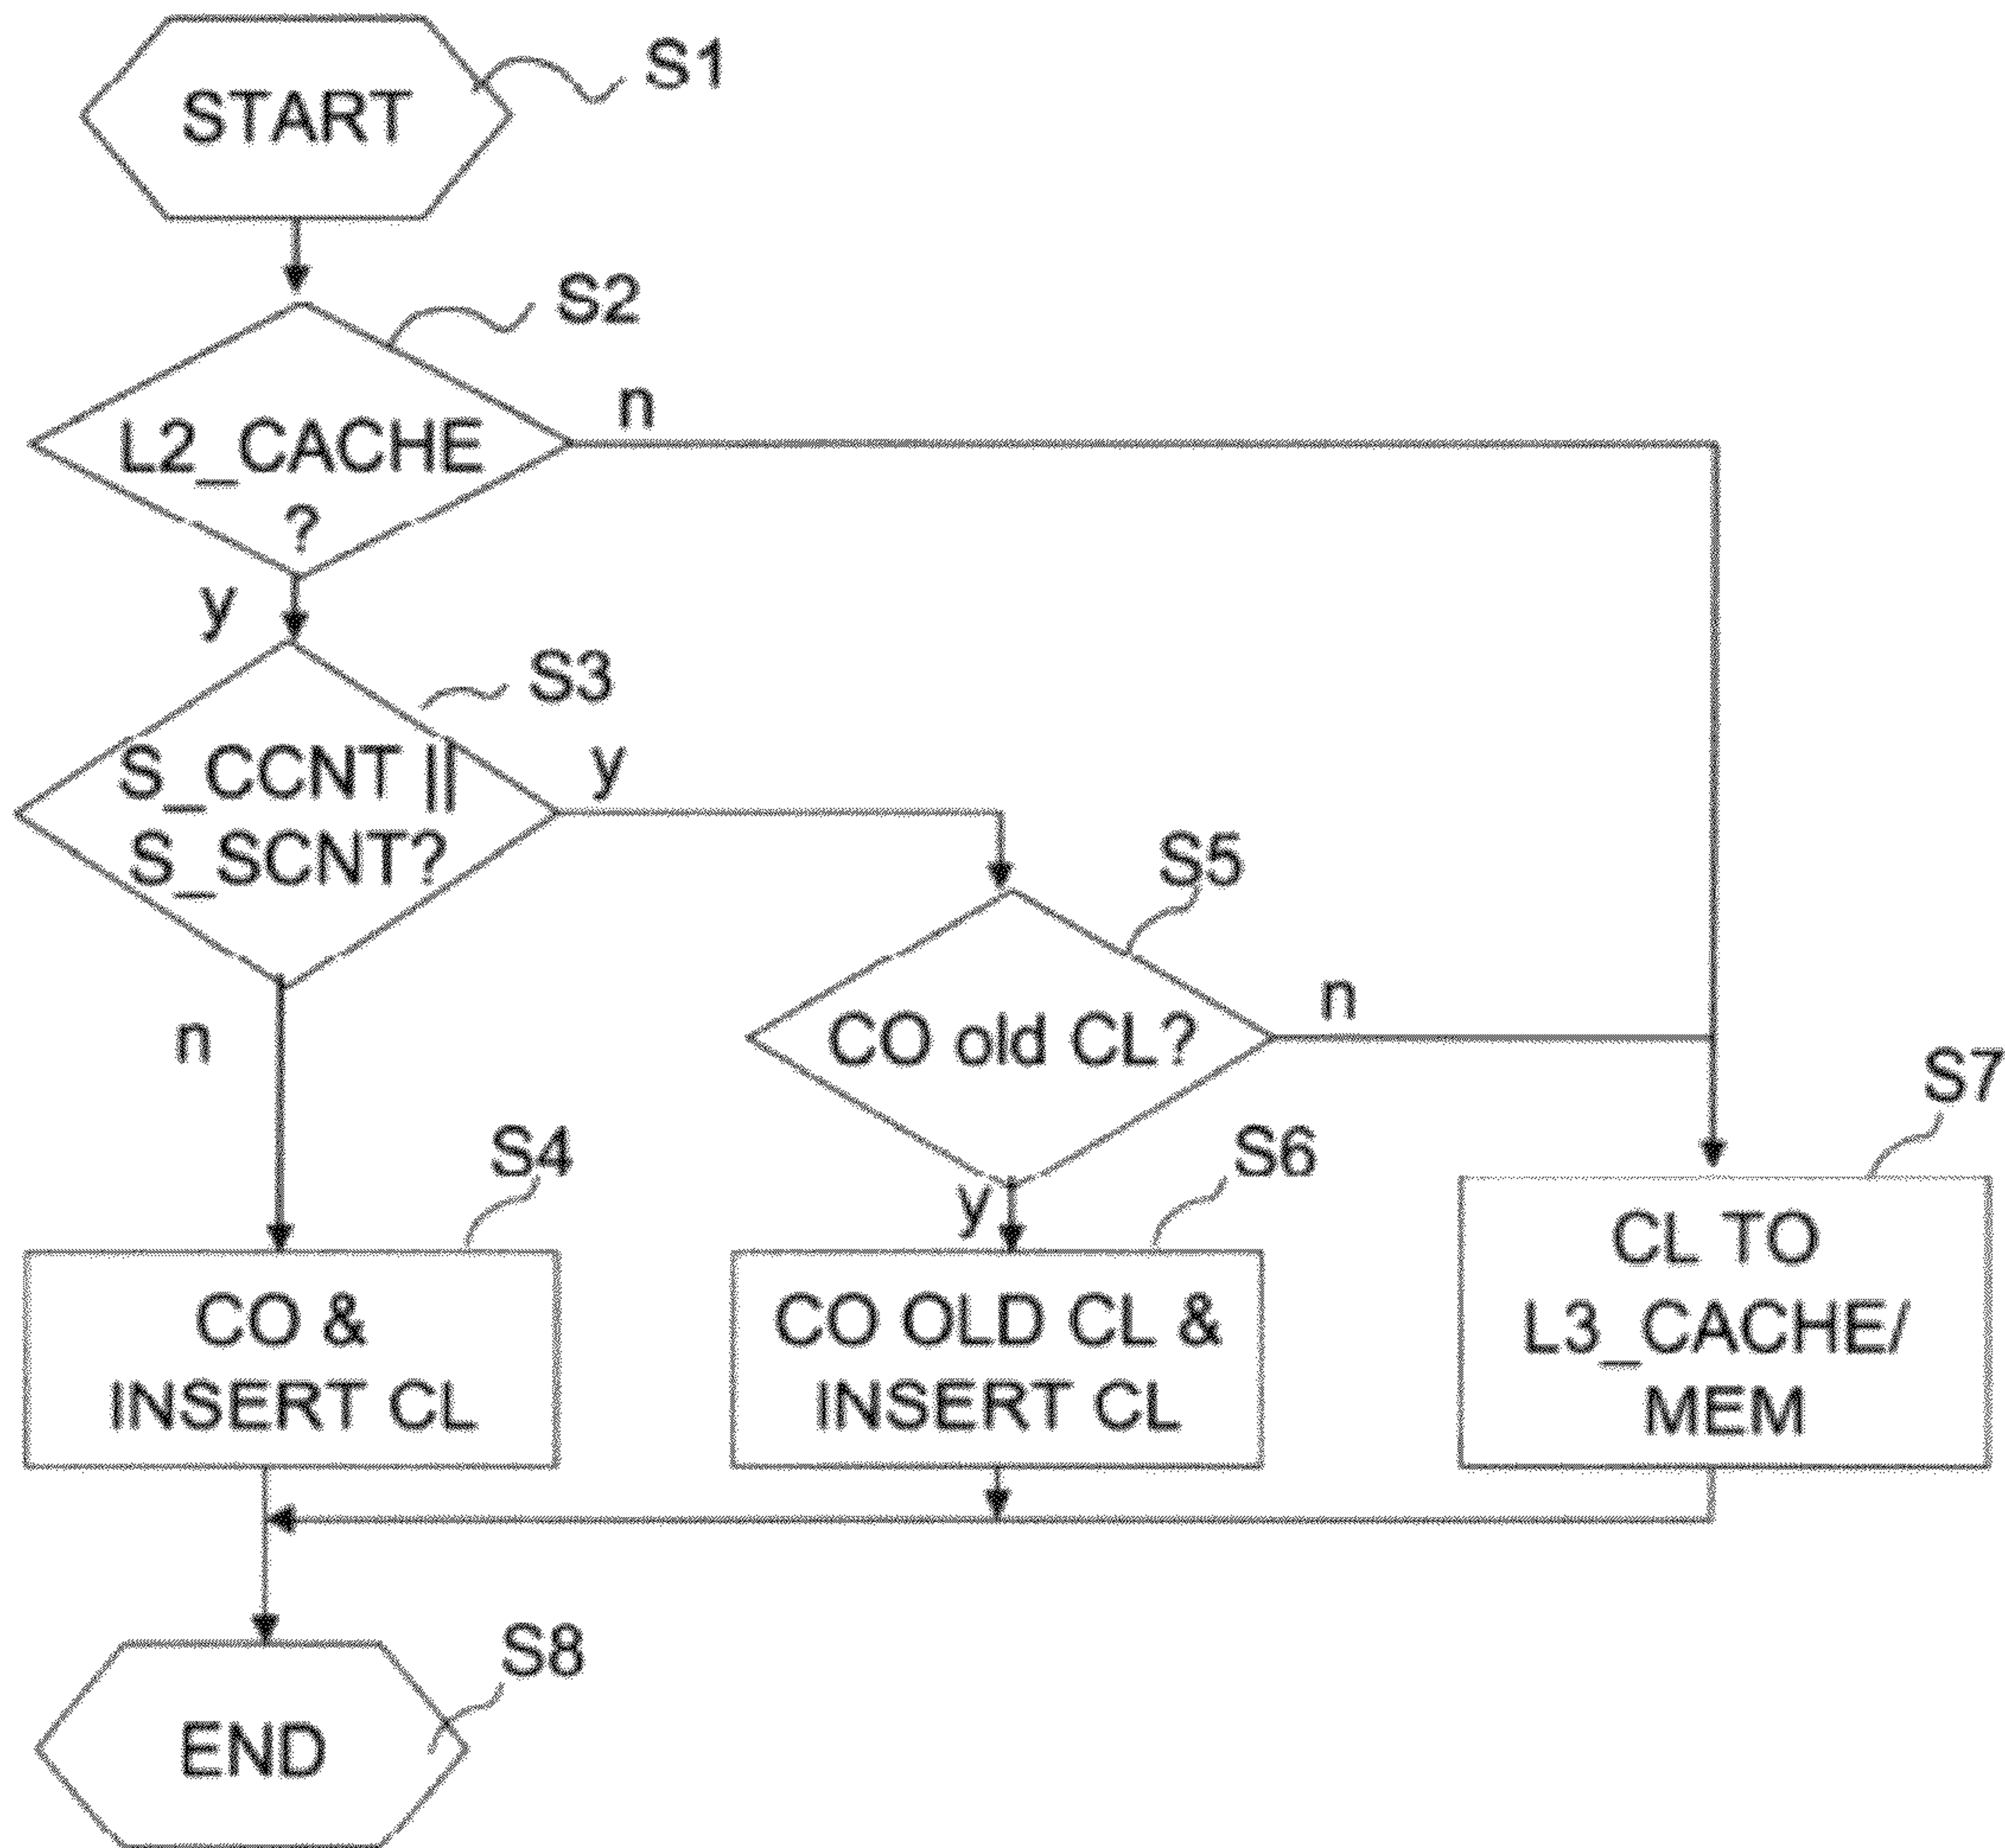 START
S1
S2
L2_CACHE
?
n
y
S3
S_CCNT ||
S_SCNT?
y
n
S5
CO old CL?
n
y
S4
CO &
INSERT CL
S6
CO OLD CL &
INSERT CL
S7
CL TO
L3_CACHE/
MEM
S8
END